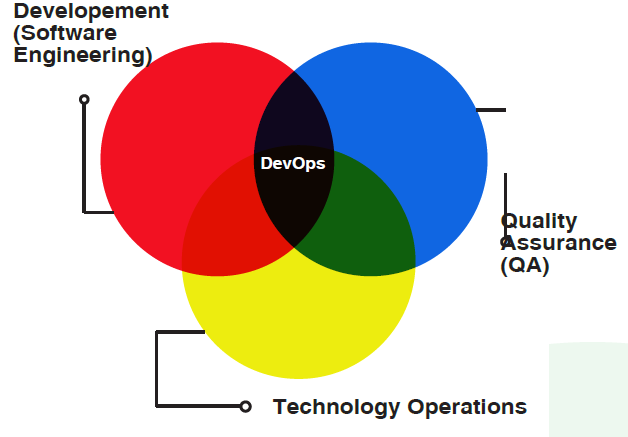 Developement
(Software
Engineering)
DevOps
Quality
Assurance
(QA)
Technology Operations